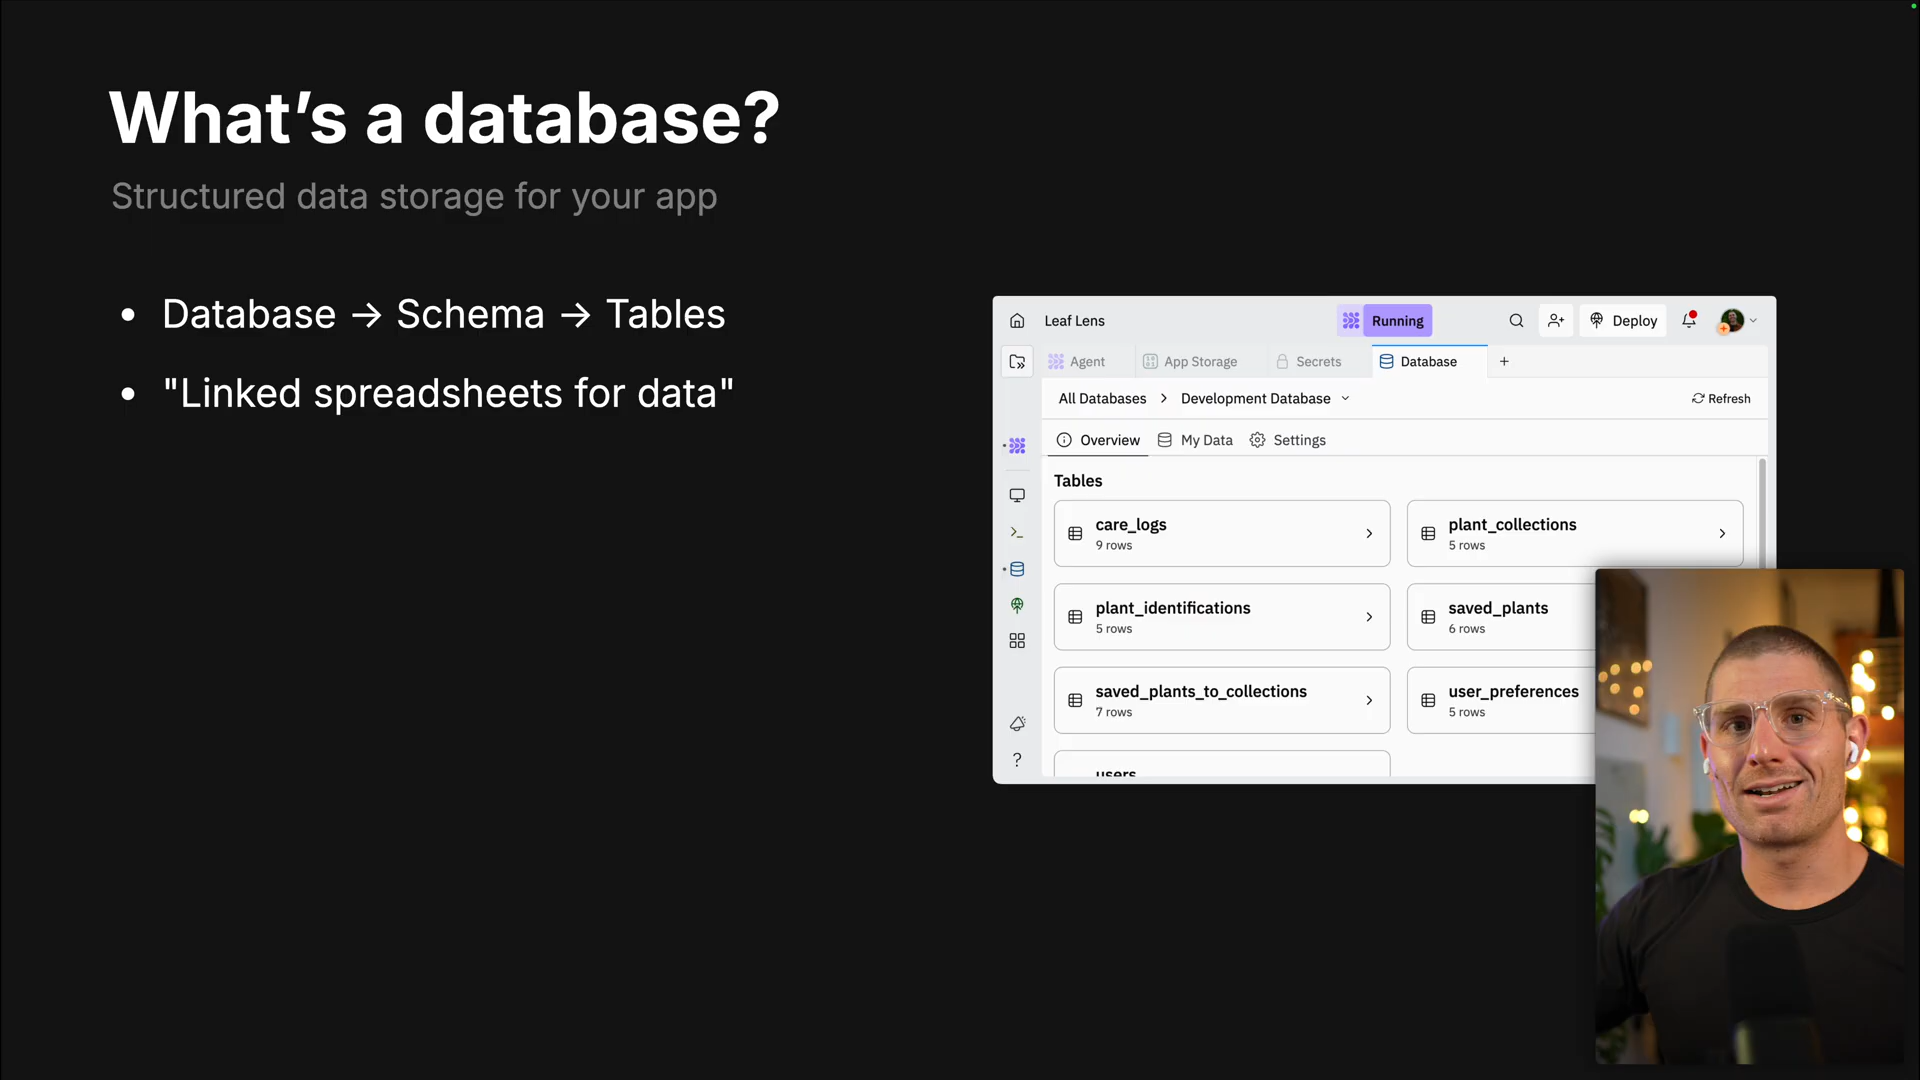 What's a database?
Structured data storage for your app
• Database → Schema → Tables
• "Linked spreadsheets for data"
Leaf Lens
Running
Deploy
Agent
App Storage
Secrets
Database
All Databases > Development Database
Refresh
Overview
My Data
Settings
Tables
care_logs
9 rows
plant_collections
5 rows
plant_identifications
5 rows
saved_plants
6 rows
saved_plants_to_collections
7 rows
user_preferences
5 rows
users